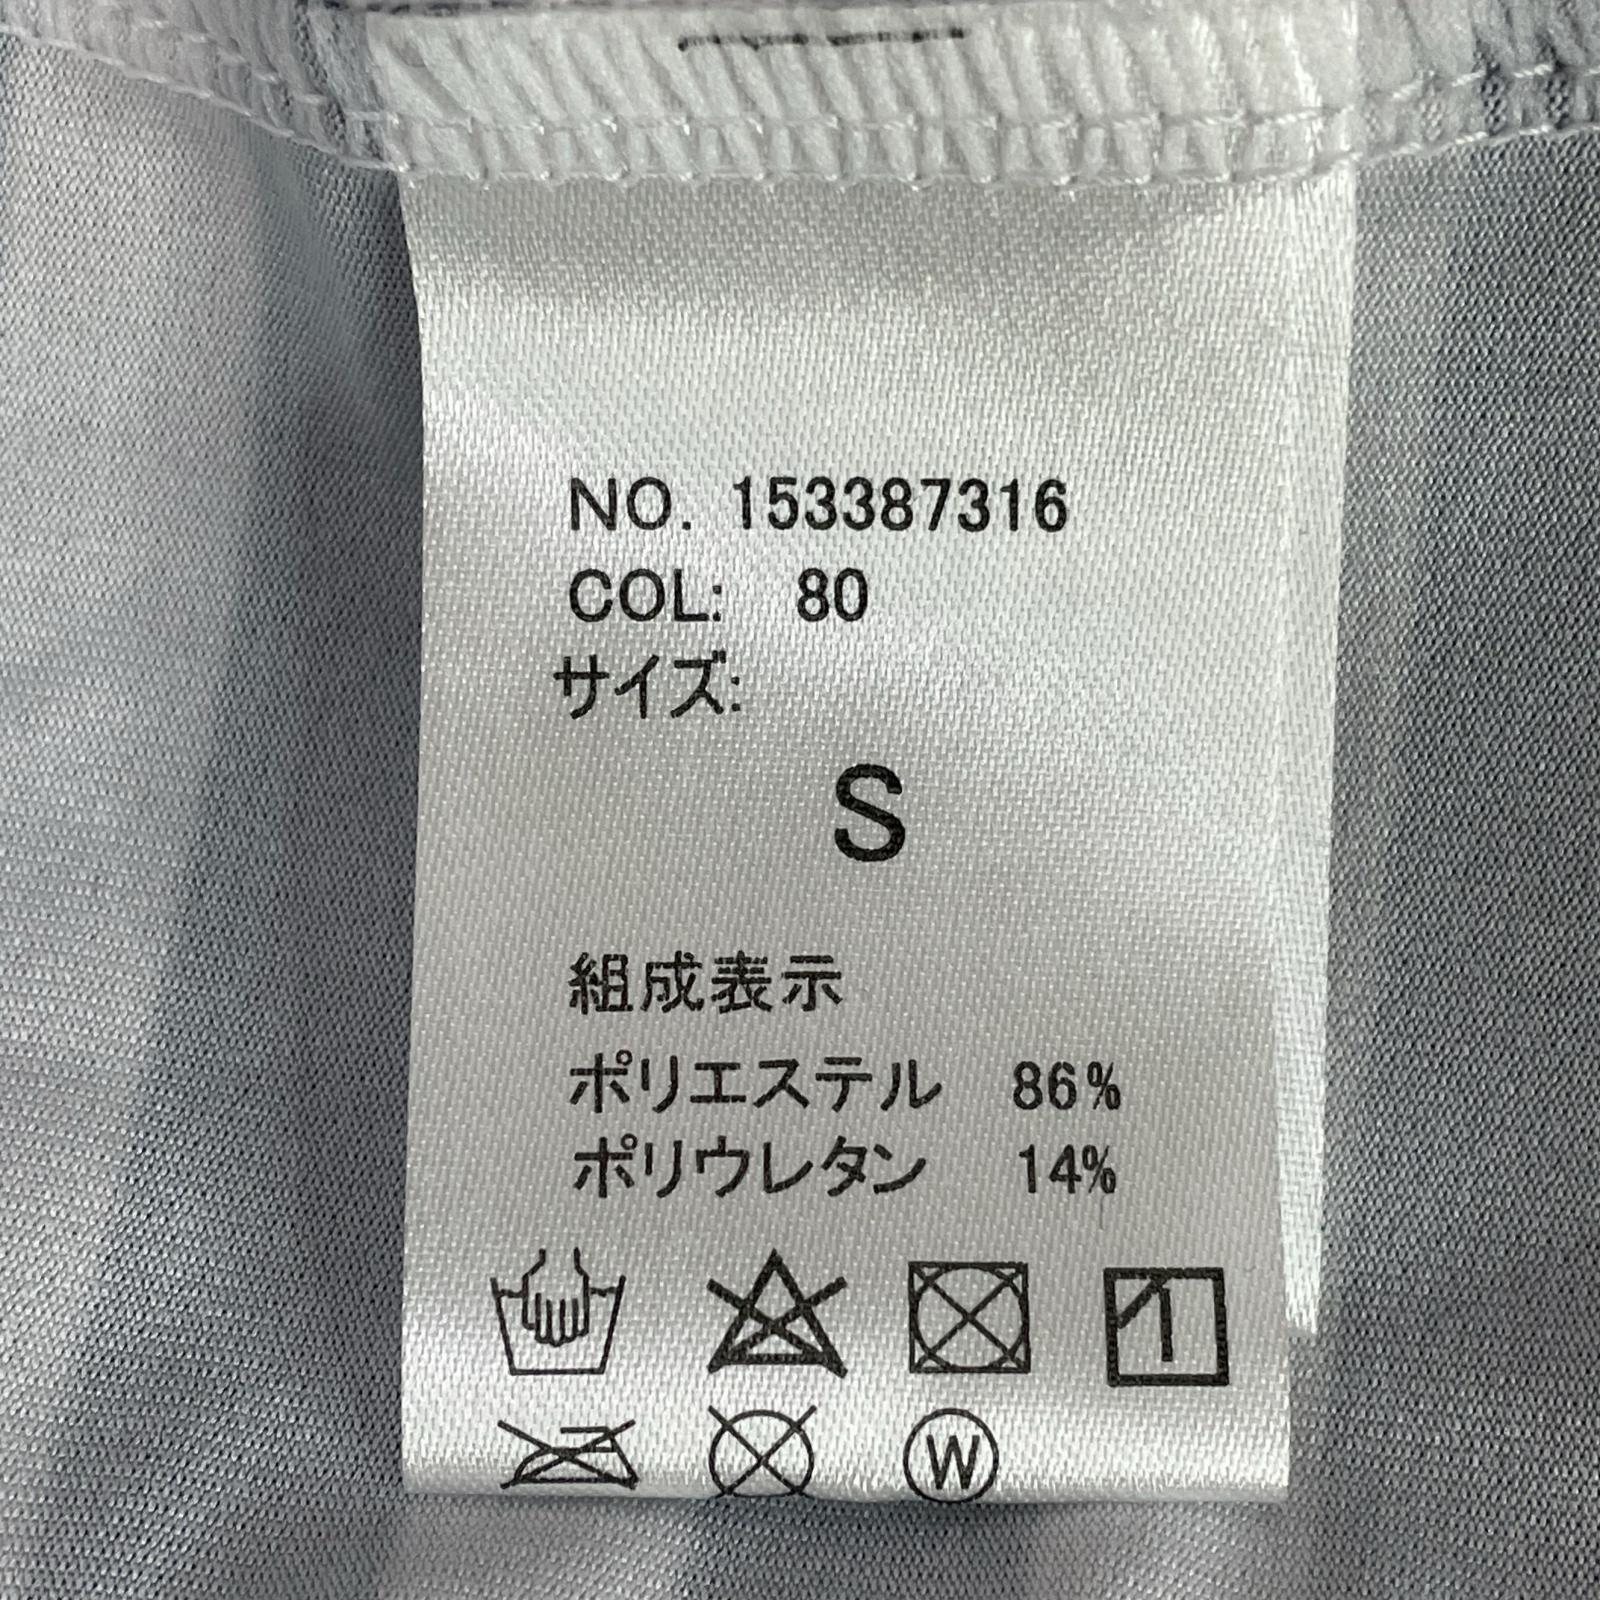 NO. 153387316
COL: 80
サイズ:
S
組成表示
ポリエステル 86%
ポリウレタン 14%
W